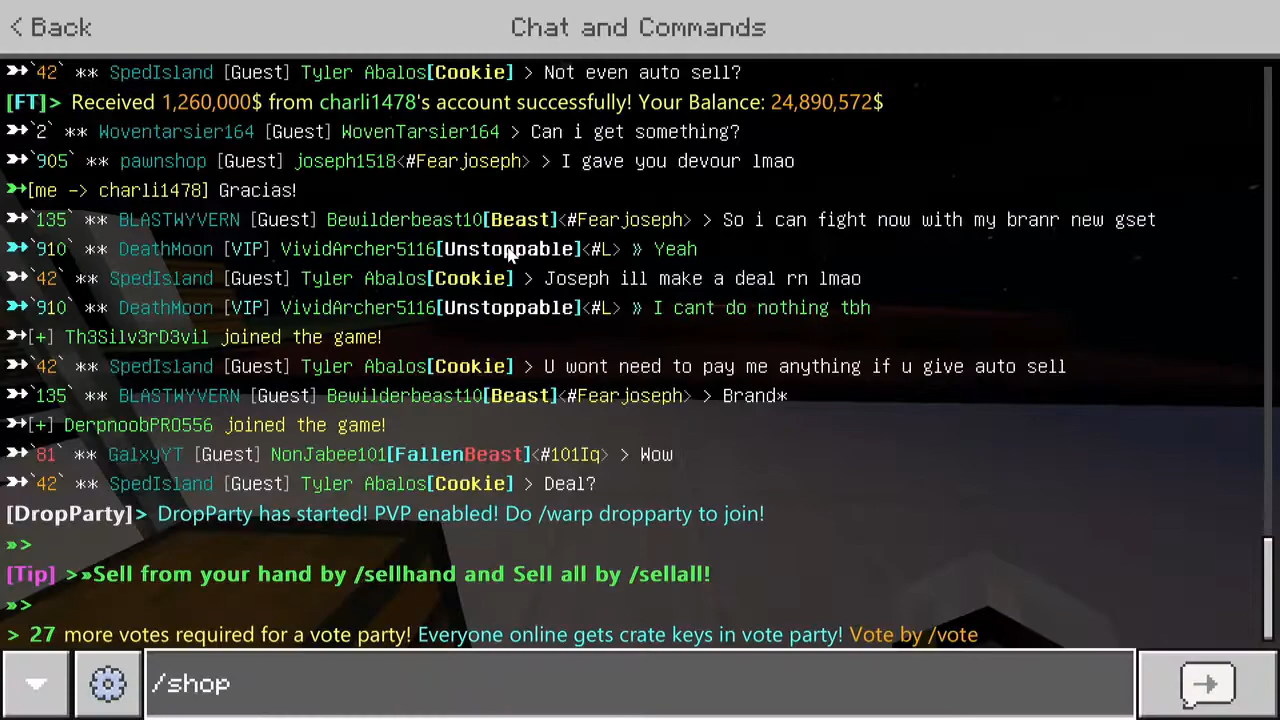 < Back
Chat and Commands
`42` ** SpedIsland [Guest] Tyler Abalos[Cookie] > Not even auto sell?
[FT]> Received 1,260,000$ from charli1478's account successfully! Your Balance: 24,890,572$
`2` ** Woventarsier164 [Guest] WovenTarsier164 > Can i get something?
`905` ** pawnshop [Guest] joseph1518<#Fearjoseph> > I gave you devour lmao
[me -> charli1478] Gracias!
`135` ** BLASTWYVERN [Guest] Bewilderbeast10[Beast]<#Fearjoseph> > So i can fight now with my branr new gset
`910` ** DeathMoon [VIP] VividArcher5116[Unstoppable]<#L> » Yeah
`42` ** SpedIsland [Guest] Tyler Abalos[Cookie] > Joseph ill make a deal rn lmao
`910` ** DeathMoon [VIP] VividArcher5116[Unstoppable]<#L> » I cant do nothing tbh
[+] Th3Silv3rD3vil joined the game!
`42` ** SpedIsland [Guest] Tyler Abalos[Cookie] > U wont need to pay me anything if u give auto sell
`135` ** BLASTWYVERN [Guest] Bewilderbeast10[Beast]<#Fearjoseph> > Brand*
[+] DerpnoobPRO556 joined the game!
`81` ** GalxyYT [Guest] NonJabee101[FallenBeast]<#101Iq> > Wow
`42` ** SpedIsland [Guest] Tyler Abalos[Cookie] > Deal?
[DropParty]> DropParty has started! PVP enabled! Do /warp dropparty to join!
»>
[Tip] >»Sell from your hand by /sellhand and Sell all by /sellall!
»>
> 27 more votes required for a vote party! Everyone online gets crate keys in vote party! Vote by /vote
/shop